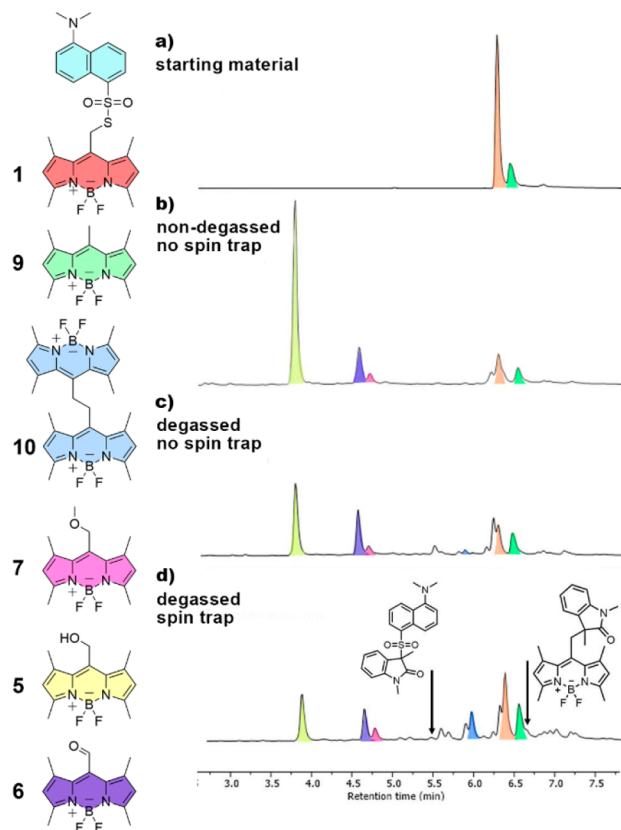 N
O=S=O
S
1
N N
+ B −
F F
9
N N
+ B −
F F
F F
+ B −
N N
10
N N
+ B −
F F
O
7
N N
+ B −
F F
HO
5
N N
+ B −
F F
O
6
N N
+ B −
F F
a)
starting material
b)
non-degassed
no spin trap
c)
degassed
no spin trap
d)
degassed
spin trap
N
O=S=O
O
N
N
O
N N
+ B −
F F
3.0 3.5 4.0 4.5 5.0 5.5 6.0 6.5 7.0 7.5
Retention time (min)